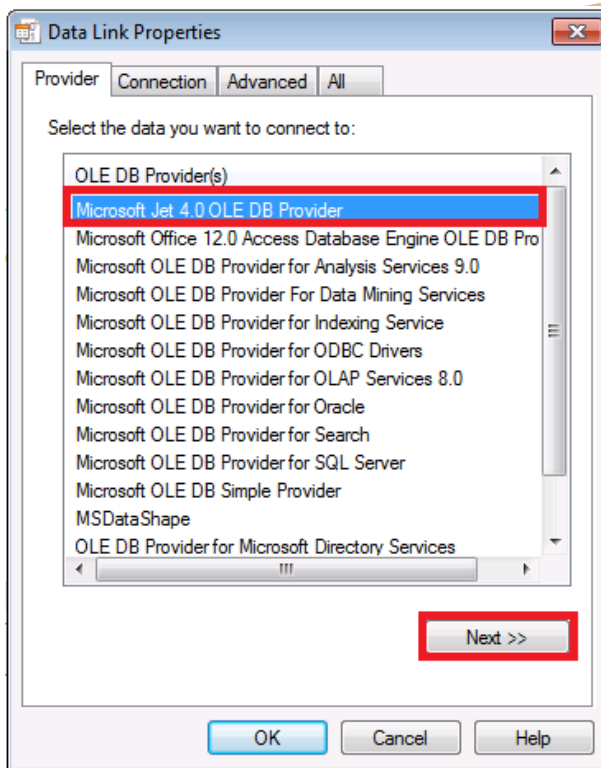 Data Link Properties
Provider Connection Advanced All
Select the data you want to connect to:
OLE DB Provider(s)
Microsoft Jet 4.0 OLE DB Provider
Microsoft Office 12.0 Access Database Engine OLE DB Pro
Microsoft OLE DB Provider for Analysis Services 9.0
Microsoft OLE DB Provider For Data Mining Services
Microsoft OLE DB Provider for Indexing Service
Microsoft OLE DB Provider for ODBC Drivers
Microsoft OLE DB Provider for OLAP Services 8.0
Microsoft OLE DB Provider for Oracle
Microsoft OLE DB Provider for Search
Microsoft OLE DB Provider for SQL Server
Microsoft OLE DB Simple Provider
MSDataShape
OLE DB Provider for Microsoft Directory Services
Next >>
OK Cancel Help